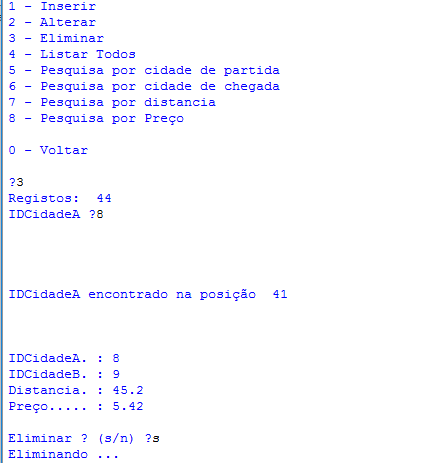 1 - Inserir
2 - Alterar
3 - Eliminar
4 - Listar Todos
5 - Pesquisa por cidade de partida
6 - Pesquisa por cidade de chegada
7 - Pesquisa por distancia
8 - Pesquisa por Preço
0 - Voltar
?3
Registos:  44
IDCidadeA ?8
IDCidadeA encontrado na posição  41
IDCidadeA. : 8
IDCidadeB. : 9
Distancia. : 45.2
Preço..... : 5.42
Eliminar ? (s/n) ?s
Eliminando ...